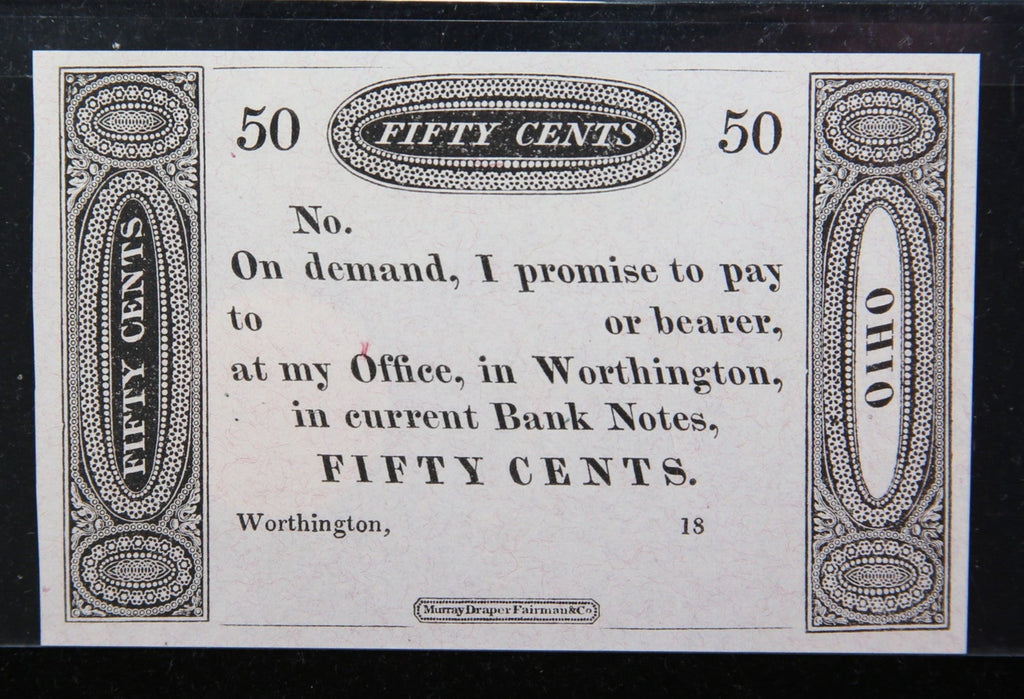 50 FIFTY CENTS 50
No.
On demand, I promise to pay
to or bearer,
at my Office, in Worthington,
in current Bank Notes,
FIFTY CENTS.
Worthington, 18
Murray Draper Fairman & Co
FIFTY CENTS
OHIO